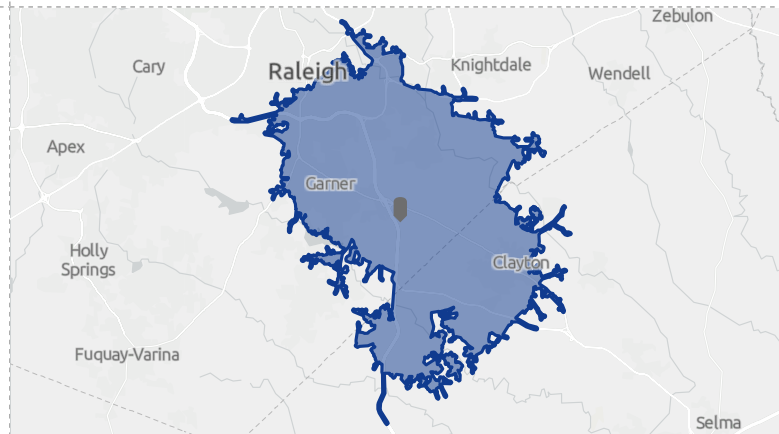 Zebulon
Cary
Raleigh
Knightdale
Wendell
Apex
Garner
Holly
Springs
Clayton
Fuquay-Varina
Selma